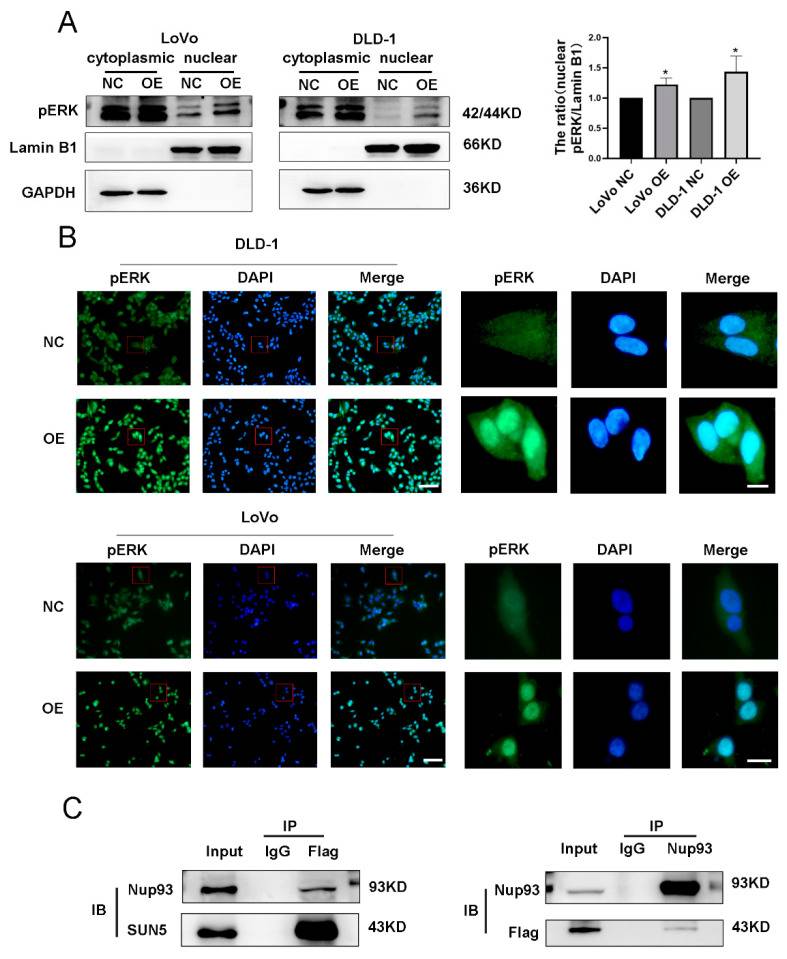 A
LoVo
cytoplasmic nuclear
NC OE NC OE
DLD-1
cytoplasmic nuclear
NC OE NC OE
pERK
Lamin B1
GAPDH
42/44KD
66KD
36KD
The ratio(nuclear
pERK/Lamin B1)
2.0
1.5
1.0
0.5
0.0
*
*
LoVo NC
LoVo OE
DLD-1 NC
DLD-1 OE
B
DLD-1
pERK DAPI Merge pERK DAPI Merge
NC
OE
LoVo
pERK DAPI Merge pERK DAPI Merge
NC
OE
C
IP
Input IgG Flag
IB
Nup93 93KD
SUN5 43KD
IP
Input IgG Nup93
IB
Nup93 93KD
Flag 43KD